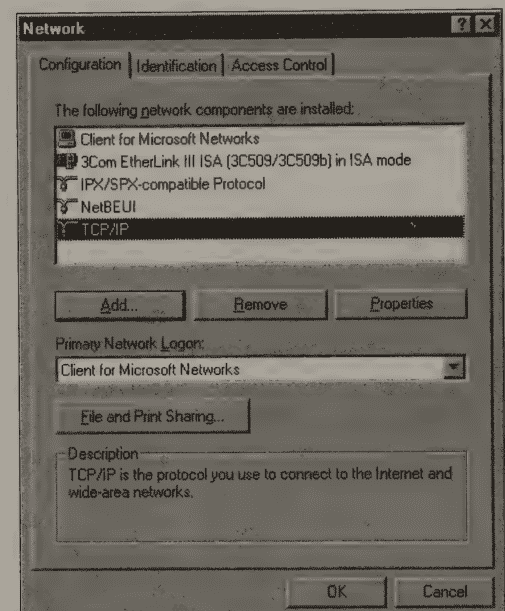 Network
Configuration Identification Access Control
The following network components are installed:
Client for Microsoft Networks
3Com EtherLink III ISA (3C509/3C509b) in ISA mode
IPX/SPX-compatible Protocol
NetBEUI
TCP/IP
Add... Remove Properties
Primary Network Logon:
Client for Microsoft Networks
File and Print Sharing...
Description
TCP/IP is the protocol you use to connect to the Internet and
wide-area networks.
OK Cancel